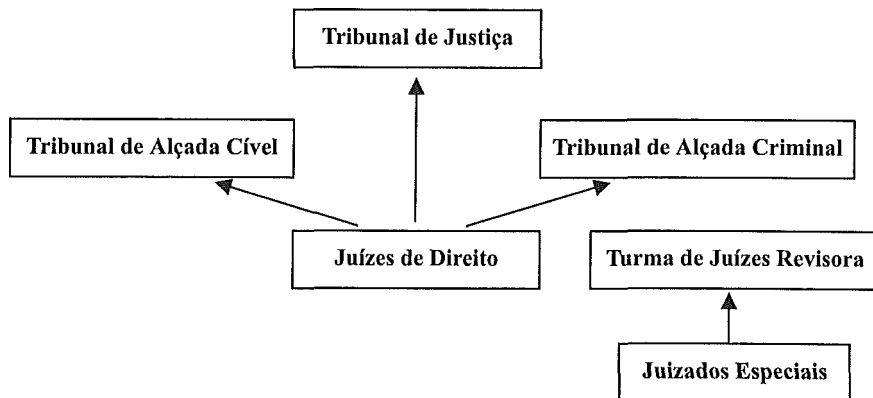 Tribunal de Justiça
Tribunal de Alçada Cível
Tribunal de Alçada Criminal
Juízes de Direito
Turma de Juízes Revisora
Juizados Especiais